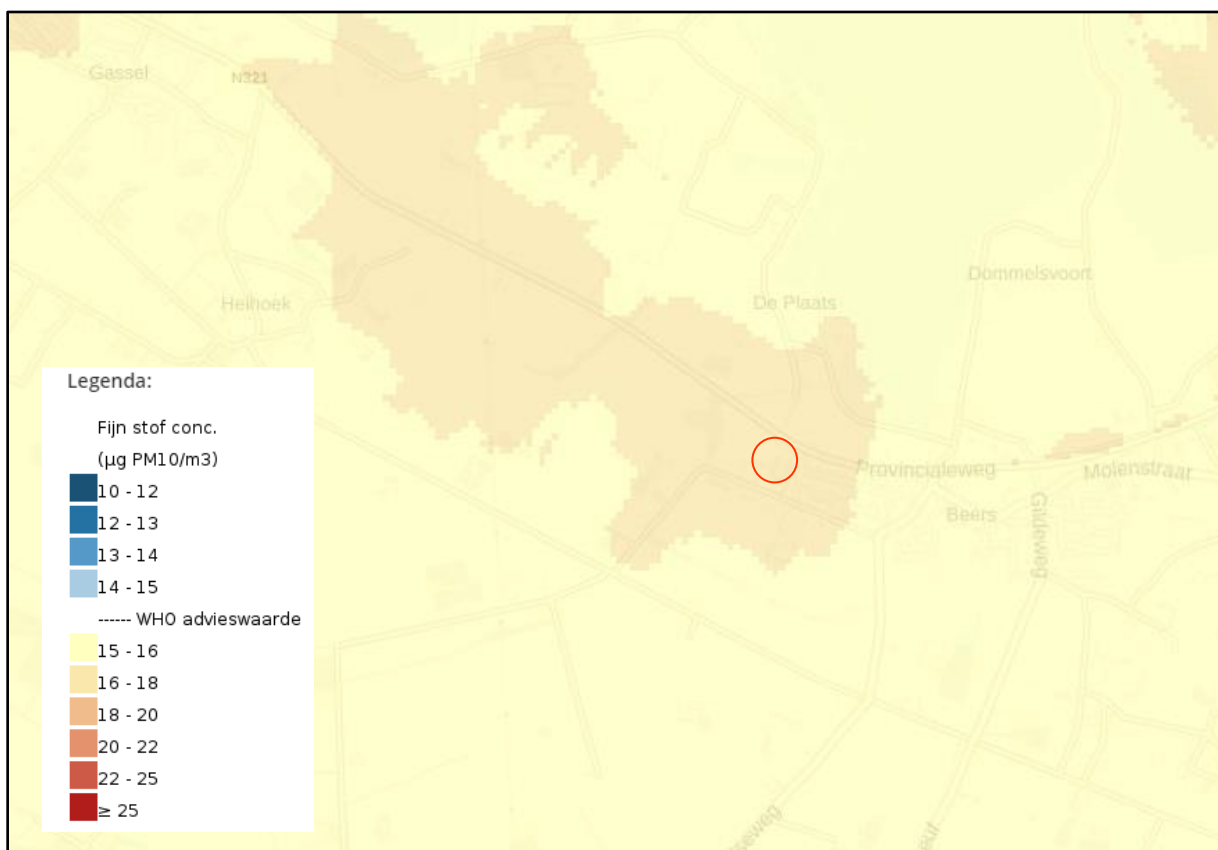 Gassel
N321
Heihoek
De Plaats
Dommelsvoort
Provincialeweg
Molenstraat
Beers
Gildeweg
Legenda:
Fijn stof conc.
(µg PM10/m3)
10 - 12
12 - 13
13 - 14
14 - 15
------ WHO advieswaarde
15 - 16
16 - 18
18 - 20
20 - 22
22 - 25
≥ 25